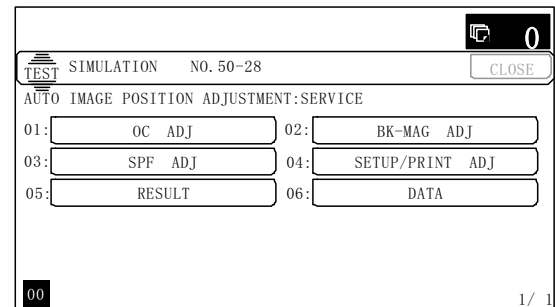 0
TEST SIMULATION NO.50-28 CLOSE
AUTO IMAGE POSITION ADJUSTMENT:SERVICE
01: OC ADJ 02: BK-MAG ADJ
03: SPF ADJ 04: SETUP/PRINT ADJ
05: RESULT 06: DATA
00 1/ 1